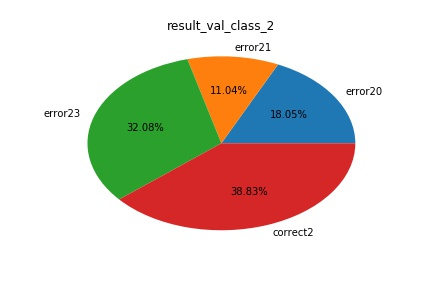 result_val_class_2
error21
error20
11.04%
18.05%
error23
32.08%
38.83%
correct2